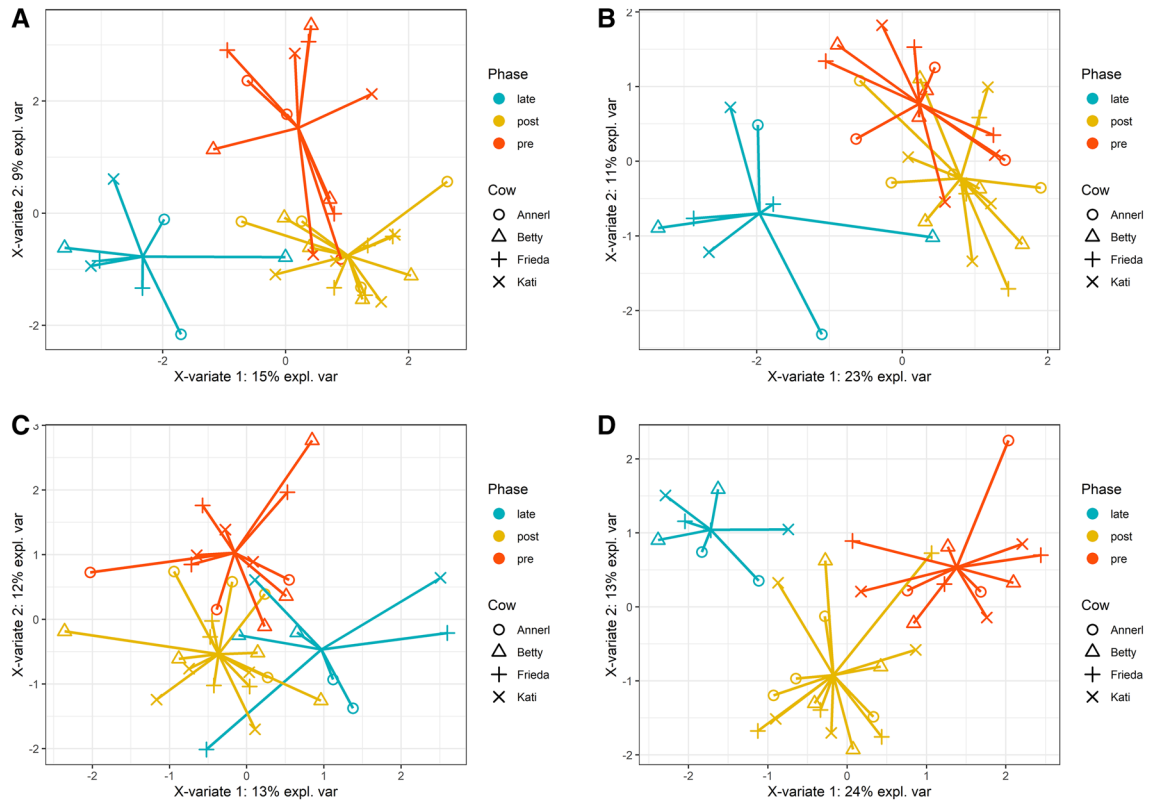 A
X-variate 2: 9% expl. var
2
0
-2
-2
0
2
X-variate 1: 15% expl. var
Phase
late
post
pre
Cow
Annerl
Betty
Frieda
Kati
B
X-variate 2: 11% expl. var
2
1
0
-1
-2
-2
0
2
X-variate 1: 23% expl. var
Phase
late
post
pre
Cow
Annerl
Betty
Frieda
Kati
C
X-variate 2: 12% expl. var
3
2
1
0
-1
-2
-2
-1
0
1
2
X-variate 1: 13% expl. var
Phase
late
post
pre
Cow
Annerl
Betty
Frieda
Kati
D
X-variate 2: 13% expl. var
2
1
0
-1
-2
-2
-1
0
1
2
X-variate 1: 24% expl. var
Phase
late
post
pre
Cow
Annerl
Betty
Frieda
Kati